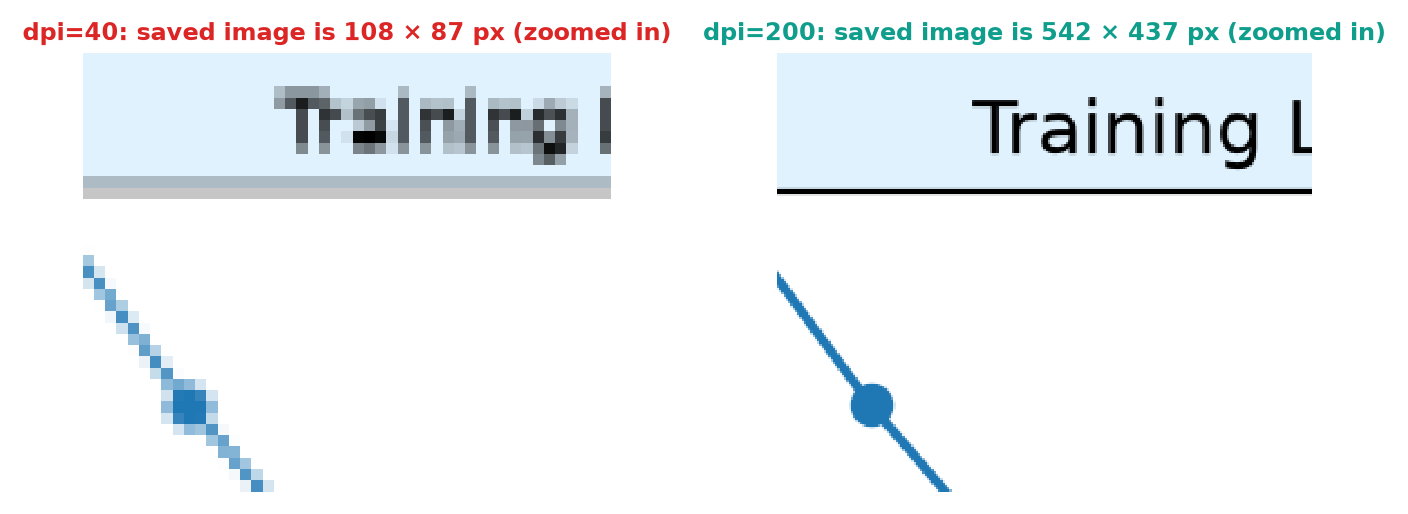 dpi=40: saved image is 108 × 87 px (zoomed in)
dpi=200: saved image is 542 × 437 px (zoomed in)
Training L
Training L